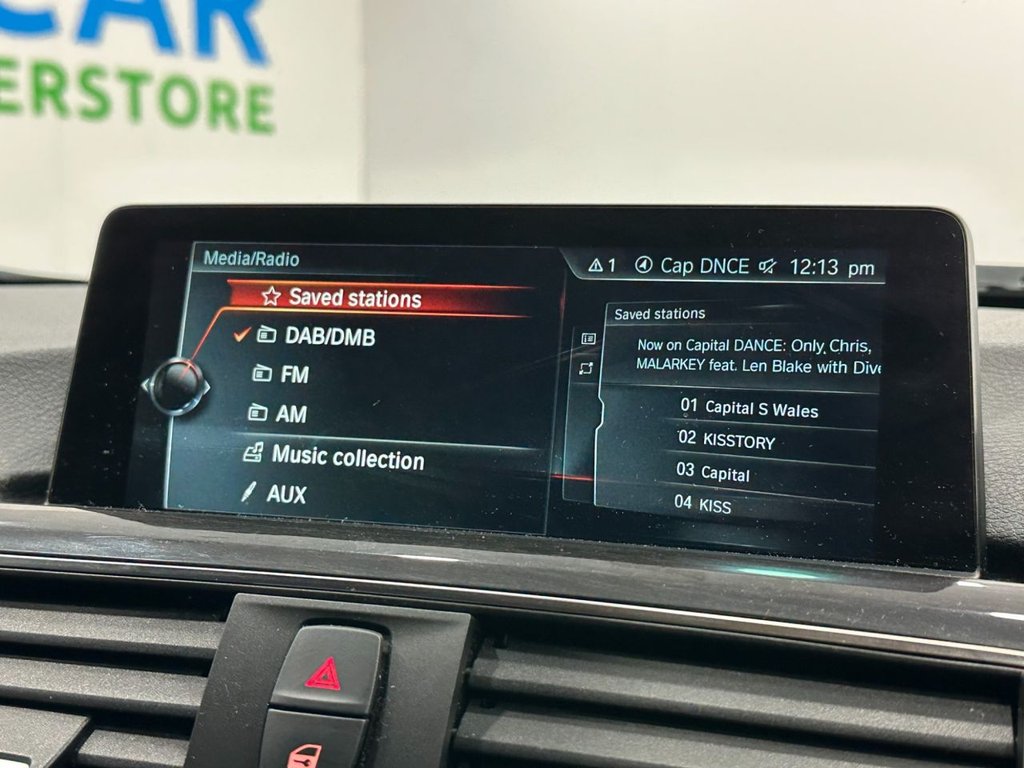 CAR
ERSTORE
Media/Radio
1 Cap DNCE 12:13 pm
Saved stations
DAB/DMB
FM
AM
Music collection
AUX
Saved stations
Now on Capital DANCE: Only Chris,
MALARKEY feat. Len Blake with Dive
01 Capital S Wales
02 KISSTORY
03 Capital
04 KISS